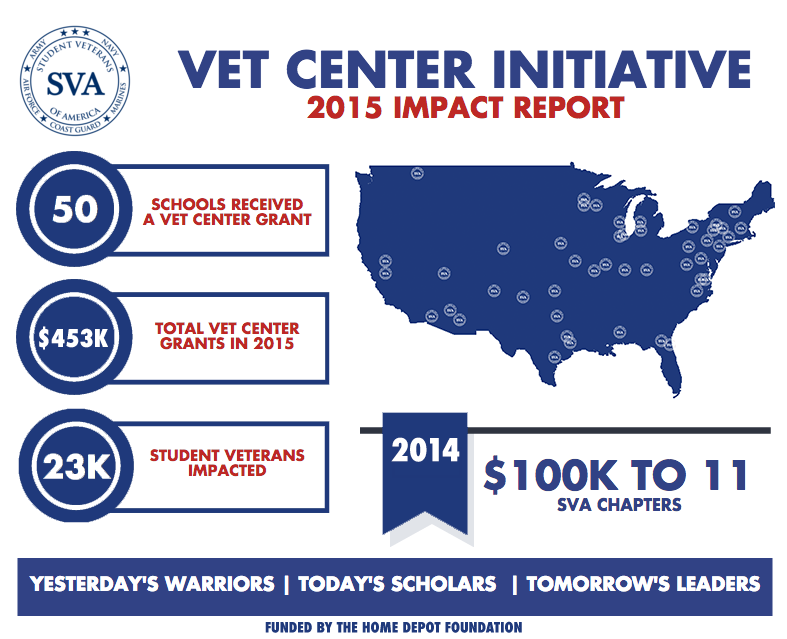 ARMY
NAVY
AIR FORCE
MARINES
COAST GUARD
STUDENT VETERANS
SVA
OF AMERICA
VET CENTER INITIATIVE
2015 IMPACT REPORT
50
SCHOOLS RECEIVED
A VET CENTER GRANT
$453K
TOTAL VET CENTER
GRANTS IN 2015
23K
STUDENT VETERANS
IMPACTED
2014
$100K TO 11
SVA CHAPTERS
YESTERDAY'S WARRIORS | TODAY'S SCHOLARS | TOMORROW'S LEADERS
FUNDED BY THE HOME DEPOT FOUNDATION